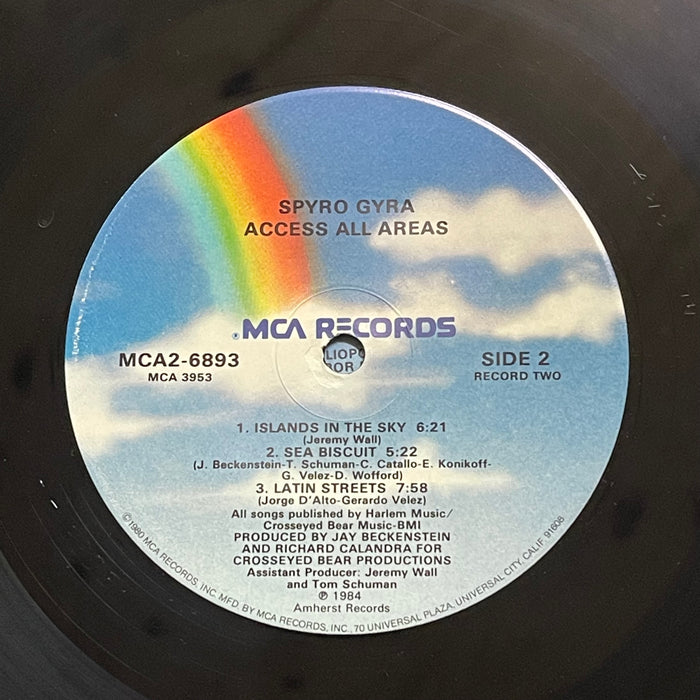 SPYRO GYRA
ACCESS ALL AREAS
MCA RECORDS
MCA2-6893
MCA 3953
SIDE 2
RECORD TWO
1. ISLANDS IN THE SKY 6:21
(Jeremy Wall)
2. SEA BISCUIT 5:22
(J. Beckenstein-T. Schuman-C. Catallo-E. Konikoff-
G. Velez-D. Wofford)
3. LATIN STREETS 7:58
(Jorge D'Alto-Gerardo Velez)
All songs published by Harlem Music/
Crosseyed Bear Music-BMI
PRODUCED BY JAY BECKENSTEIN
AND RICHARD CALANDRA FOR
CROSSEYED BEAR PRODUCTIONS
Assistant Producer: Jeremy Wall
and Tom Schuman
℗ 1984
Amherst Records
©1980 MCA RECORDS, INC. MFD. BY MCA RECORDS, INC., 70 UNIVERSAL PLAZA, UNIVERSAL CITY, CALIF. 91608